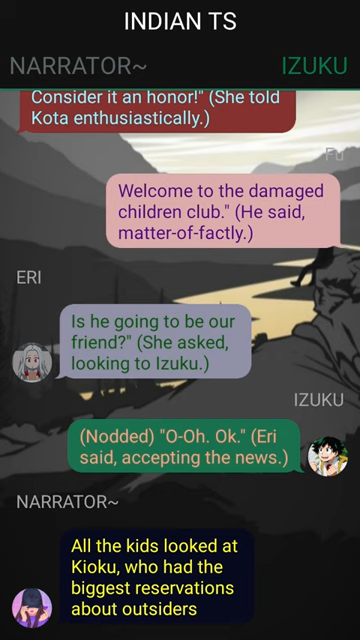 INDIAN TS
NARRATOR~ IZUKU
Consider it an honor!" (She told
Kota enthusiastically.)
Welcome to the damaged
children club." (He said,
matter-of-factly.)
ERI
Is he going to be our
friend?" (She asked,
looking to Izuku.)
IZUKU
(Nodded) "O-Oh. Ok." (Eri
said, accepting the news.)
NARRATOR~
All the kids looked at
Kioku, who had the
biggest reservations
about outsiders